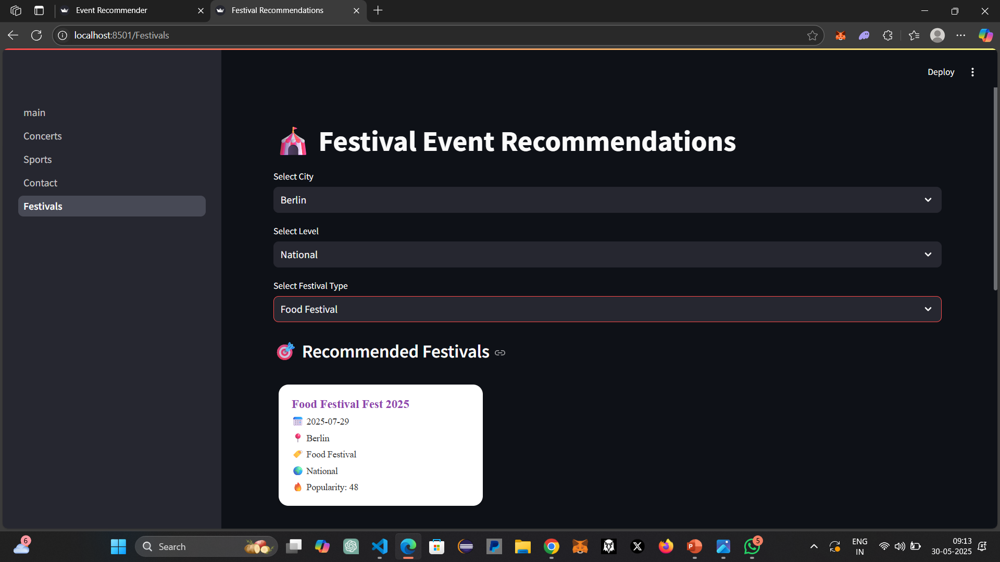 Event Recommender
Festival Recommendations
localhost:8501/Festivals
Deploy
main
Concerts
Sports
Contact
Festivals
Festival Event Recommendations
Select City
Berlin
Select Level
National
Select Festival Type
Food Festival
Recommended Festivals
Food Festival Fest 2025
2025-07-29
Berlin
Food Festival
National
Popularity: 48
6
Search
5
ENG
IN
09:13
30-05-2025